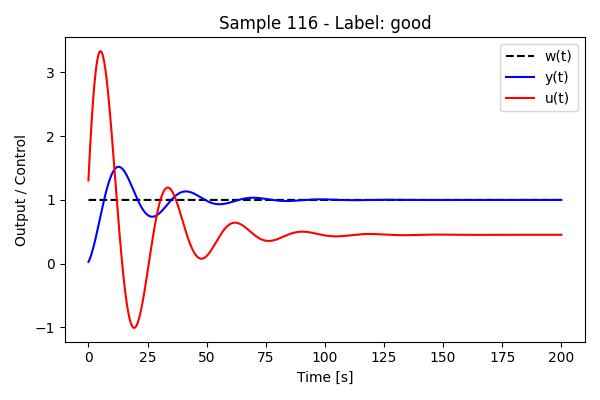 Sample 116 - Label: good
w(t)
y(t)
u(t)
Output / Control
3
2
1
0
−1
0 25 50 75 100 125 150 175 200
Time [s]